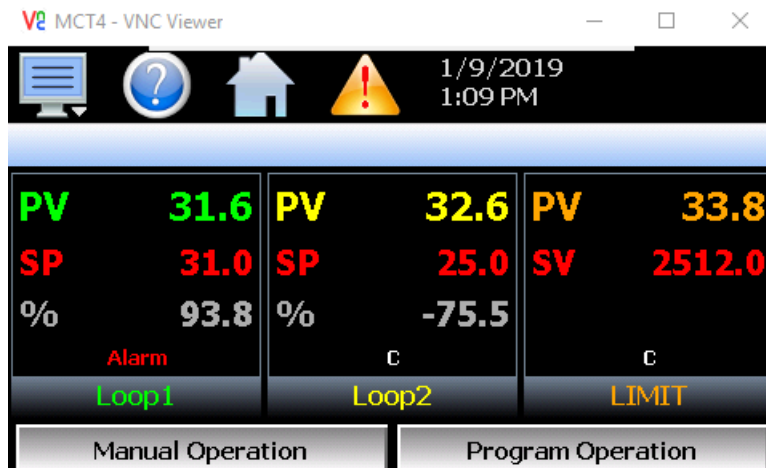 MCT4 - VNC Viewer
1/9/2019
1:09 PM
PV 31.6 PV 32.6 PV 33.8
SP 31.0 SP 25.0 SV 2512.0
% 93.8 % -75.5
Alarm C C
Loop1 Loop2 LIMIT
Manual Operation Program Operation